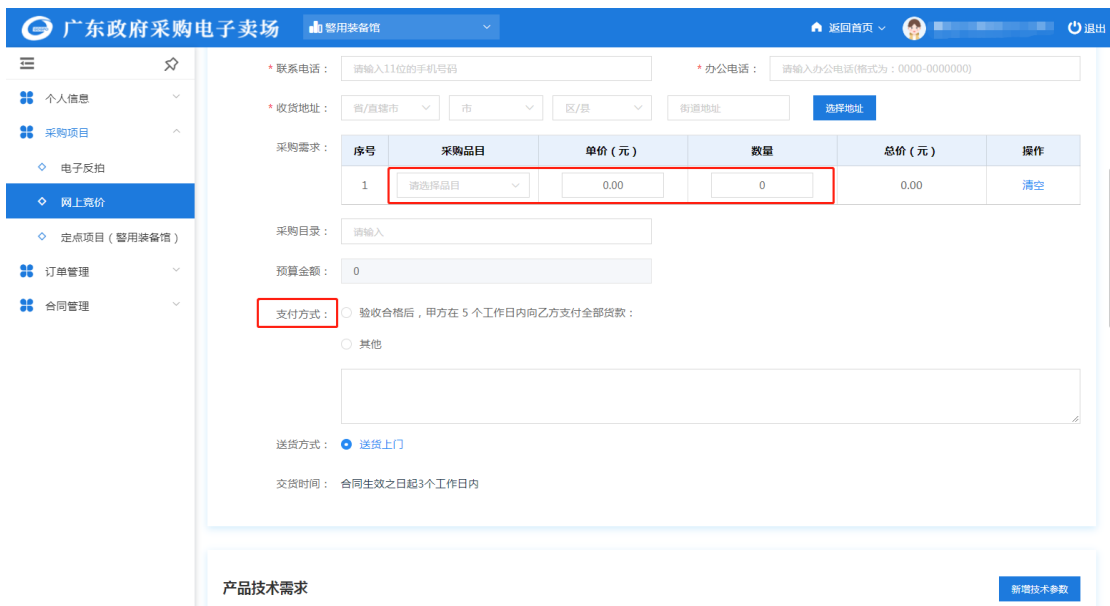 广东政府采购电子卖场 警用装备馆 返回首页 退出
* 联系电话： 请输入11位的手机号码 * 办公电话： 请输入办公电话(格式为：0000-0000000)
个人信息
* 收货地址： 省/直辖市 市 区/县 街道地址 选择地址
采购项目
采购需求： 序号 采购品目 单价（元） 数量 总价（元） 操作
电子反拍
1 请选择品目 0.00 0 0.00 清空
网上竞价
采购目录： 请输入
定点项目（警用装备馆）
预算金额： 0
订单管理
合同管理
支付方式： 验收合格后，甲方在 5 个工作日内向乙方支付全部货款；
其他
送货方式： 送货上门
交货时间： 合同生效之日起3个工作日内
产品技术需求 新增技术参数